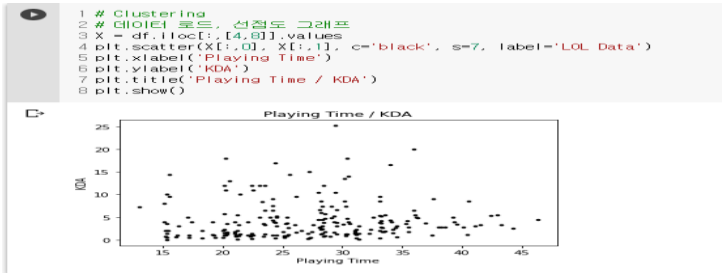 1 # Clustering
2 # 데이터 로드, 선점도 그래프
3 X = df.iloc[:,[4,8]].values
4 plt.scatter(X[:,0], X[:,1], c='black', s=7, label='LOL Data')
5 plt.xlabel('Playing Time')
6 plt.ylabel('KDA')
7 plt.title('Playing Time / KDA')
8 plt.show()
Playing Time / KDA
25
20
15
10
5
0
KDA
15 20 25 30 35 40 45
Playing Time